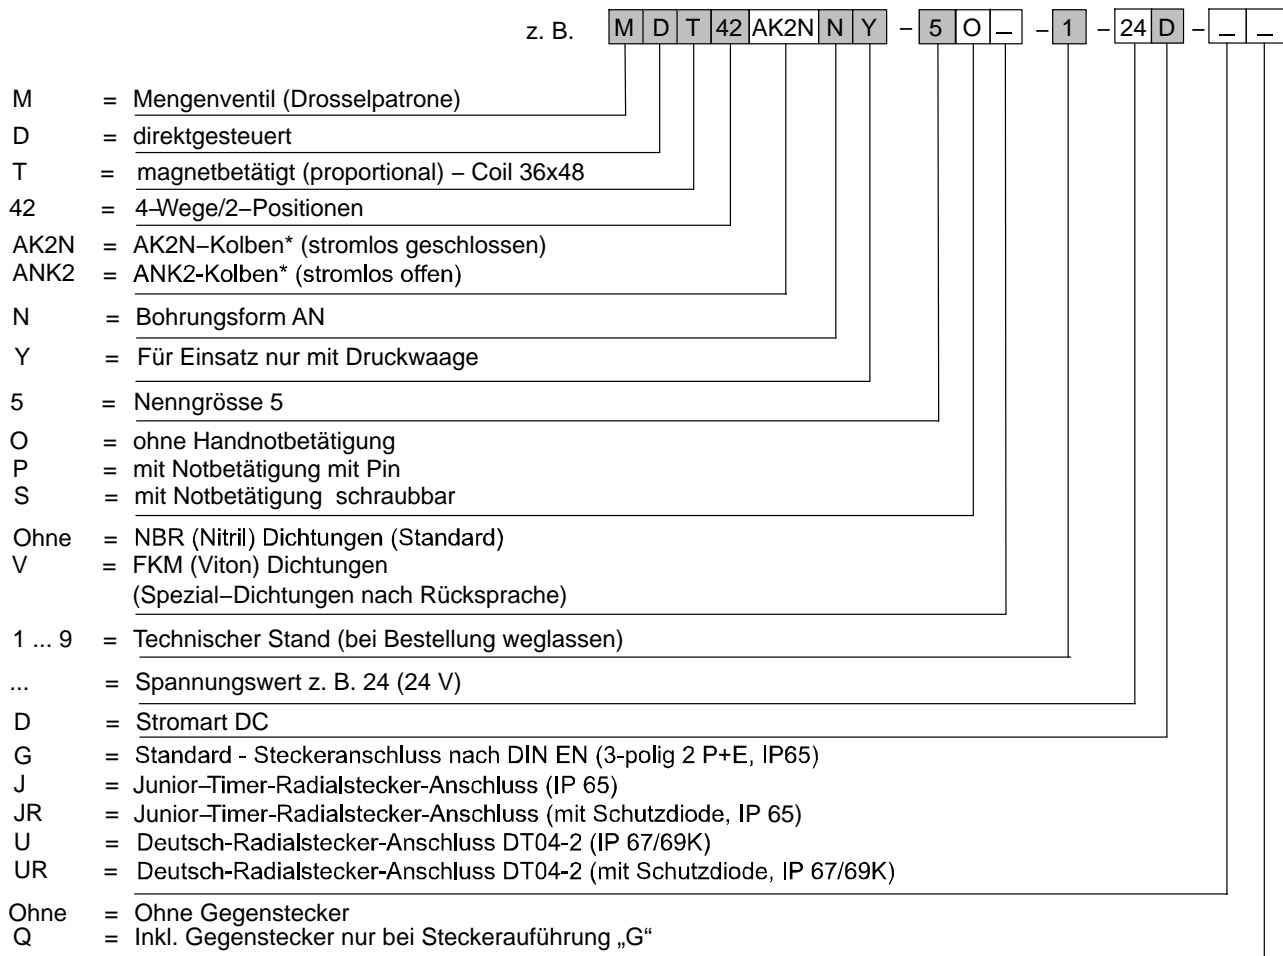 z. B. M D T 42 AK2N N Y – 5 O – – 1 – 24 D – – –
M = Mengenventil (Drosselpatrone)
D = direktgesteuert
T = magnetbetätigt (proportional) – Coil 36x48
42 = 4–Wege/2–Positionen
AK2N = AK2N–Kolben* (stromlos geschlossen)
ANK2 = ANK2-Kolben* (stromlos offen)
N = Bohrungsform AN
Y = Für Einsatz nur mit Druckwaage
5 = Nenngrösse 5
O = ohne Handnotbetätigung
P = mit Notbetätigung mit Pin
S = mit Notbetätigung schraubbar
Ohne = NBR (Nitril) Dichtungen (Standard)
V = FKM (Viton) Dichtungen
(Spezial–Dichtungen nach Rücksprache)
1 ... 9 = Technischer Stand (bei Bestellung weglassen)
... = Spannungswert z. B. 24 (24 V)
D = Stromart DC
G = Standard - Steckeranschluss nach DIN EN (3-polig 2 P+E, IP65)
J = Junior–Timer-Radialstecker-Anschluss (IP 65)
JR = Junior–Timer-Radialstecker-Anschluss (mit Schutzdiode, IP 65)
U = Deutsch-Radialstecker-Anschluss DT04-2 (IP 67/69K)
UR = Deutsch-Radialstecker-Anschluss DT04-2 (mit Schutzdiode, IP 67/69K)
Ohne = Ohne Gegenstecker
Q = Inkl. Gegenstecker nur bei Steckerauführung „G“